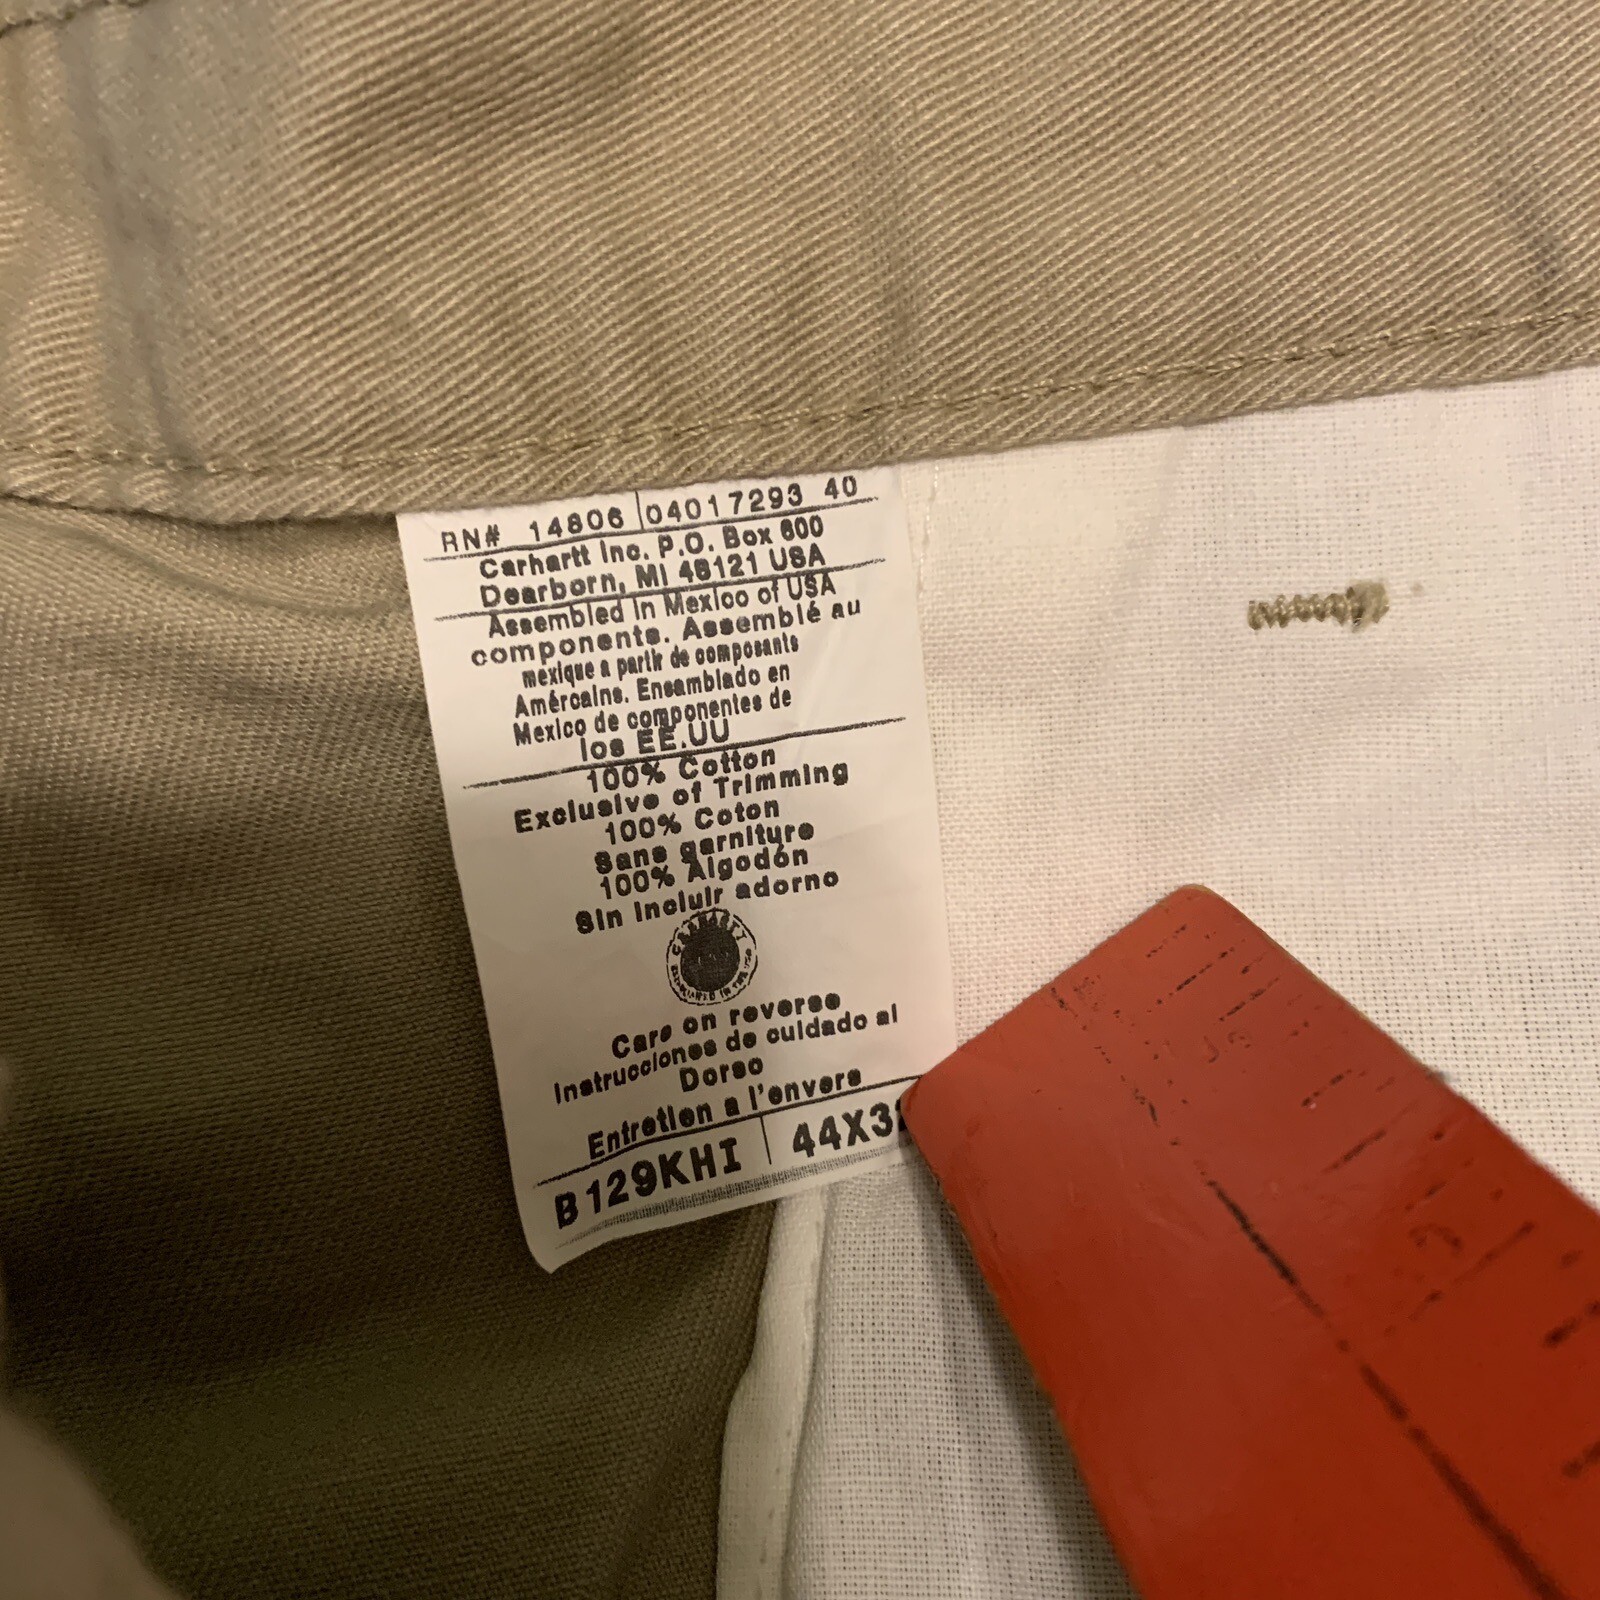 RN# 14806 04017293 40
Carhartt Inc. P.O. Box 600
Dearborn, MI 48121 USA
Assembled in Mexico of USA
components. Assemblé au
mexique a partir de composants
Amércains. Ensamblado en
Mexico de componentes de
los EE.UU
100% Cotton
Exclusive of Trimming
100% Coton
Sans garniture
100% Algodón
Sin incluir adorno
CARHARTT
Care on reverse
Instrucciones de cuidado al
Dorso
Entretien a l'envers
B129KHI